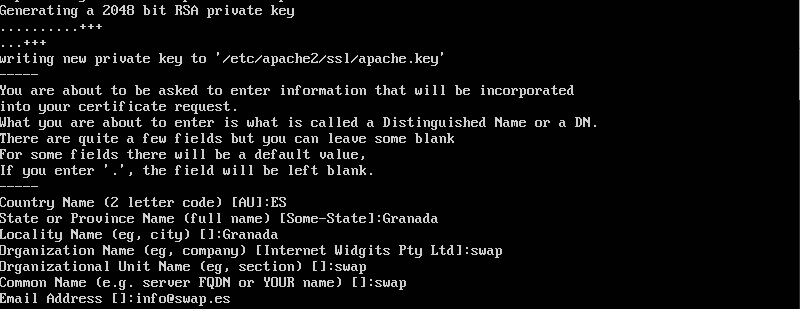 Generating a 2048 bit RSA private key
..........+++
...+++
writing new private key to '/etc/apache2/ssl/apache.key'
-----
You are about to be asked to enter information that will be incorporated
into your certificate request.
What you are about to enter is what is called a Distinguished Name or a DN.
There are quite a few fields but you can leave some blank
For some fields there will be a default value,
If you enter '.', the field will be left blank.
-----
Country Name (2 letter code) [AU]:ES
State or Province Name (full name) [Some-State]:Granada
Locality Name (eg, city) []:Granada
Organization Name (eg, company) [Internet Widgits Pty Ltd]:swap
Organizational Unit Name (eg, section) []:swap
Common Name (e.g. server FQDN or YOUR name) []:swap
Email Address []:info@swap.es